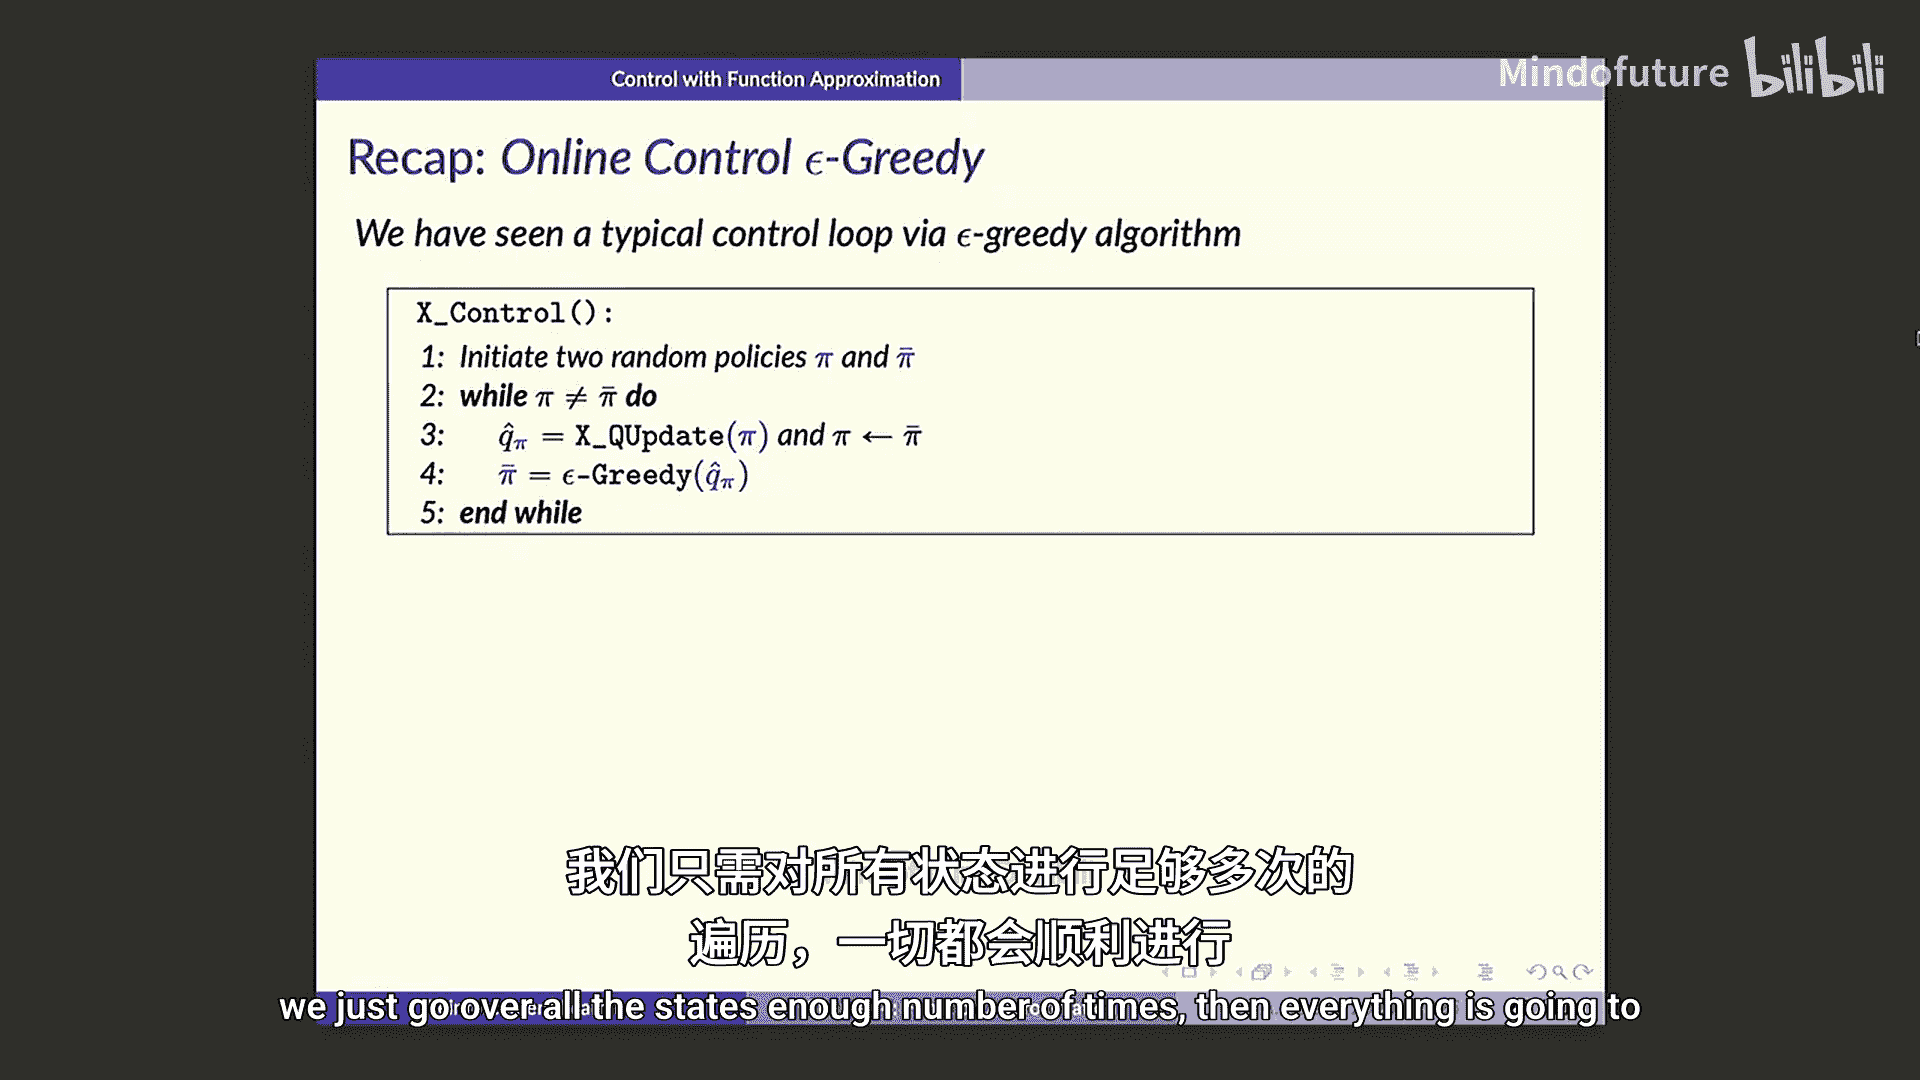 Control with Function Approximation
Mindofuture bilibili
Recap: Online Control ϵ-Greedy
We have seen a typical control loop via ϵ-greedy algorithm
X_Control():
1: Initiate two random policies π and π̄
2: while π ≠ π̄ do
3: q̂_π = X_QUpdate(π) and π ← π̄
4: π̄ = ϵ-Greedy(q̂_π)
5: end while
我们只需对所有状态进行足够多次的
遍历，一切都会顺利进行
we just go over all the states enough number of times, then everything is going to